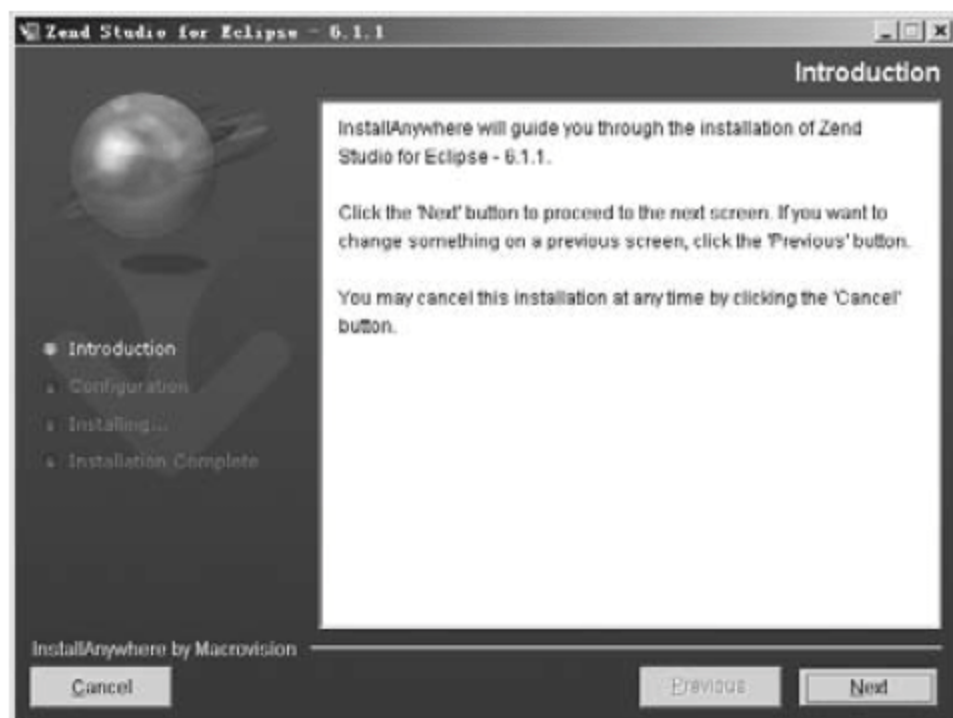 Zend Studio for Eclipse - 6.1.1
Introduction
InstallAnywhere will guide you through the installation of Zend
Studio for Eclipse - 6.1.1.
Click the 'Next' button to proceed to the next screen. If you want to
change something on a previous screen, click the 'Previous' button.
You may cancel this installation at any time by clicking the 'Cancel'
button.
Introduction
Configuration
Installing...
Installation Complete
InstallAnywhere by Macrovision
Cancel
Previous
Next